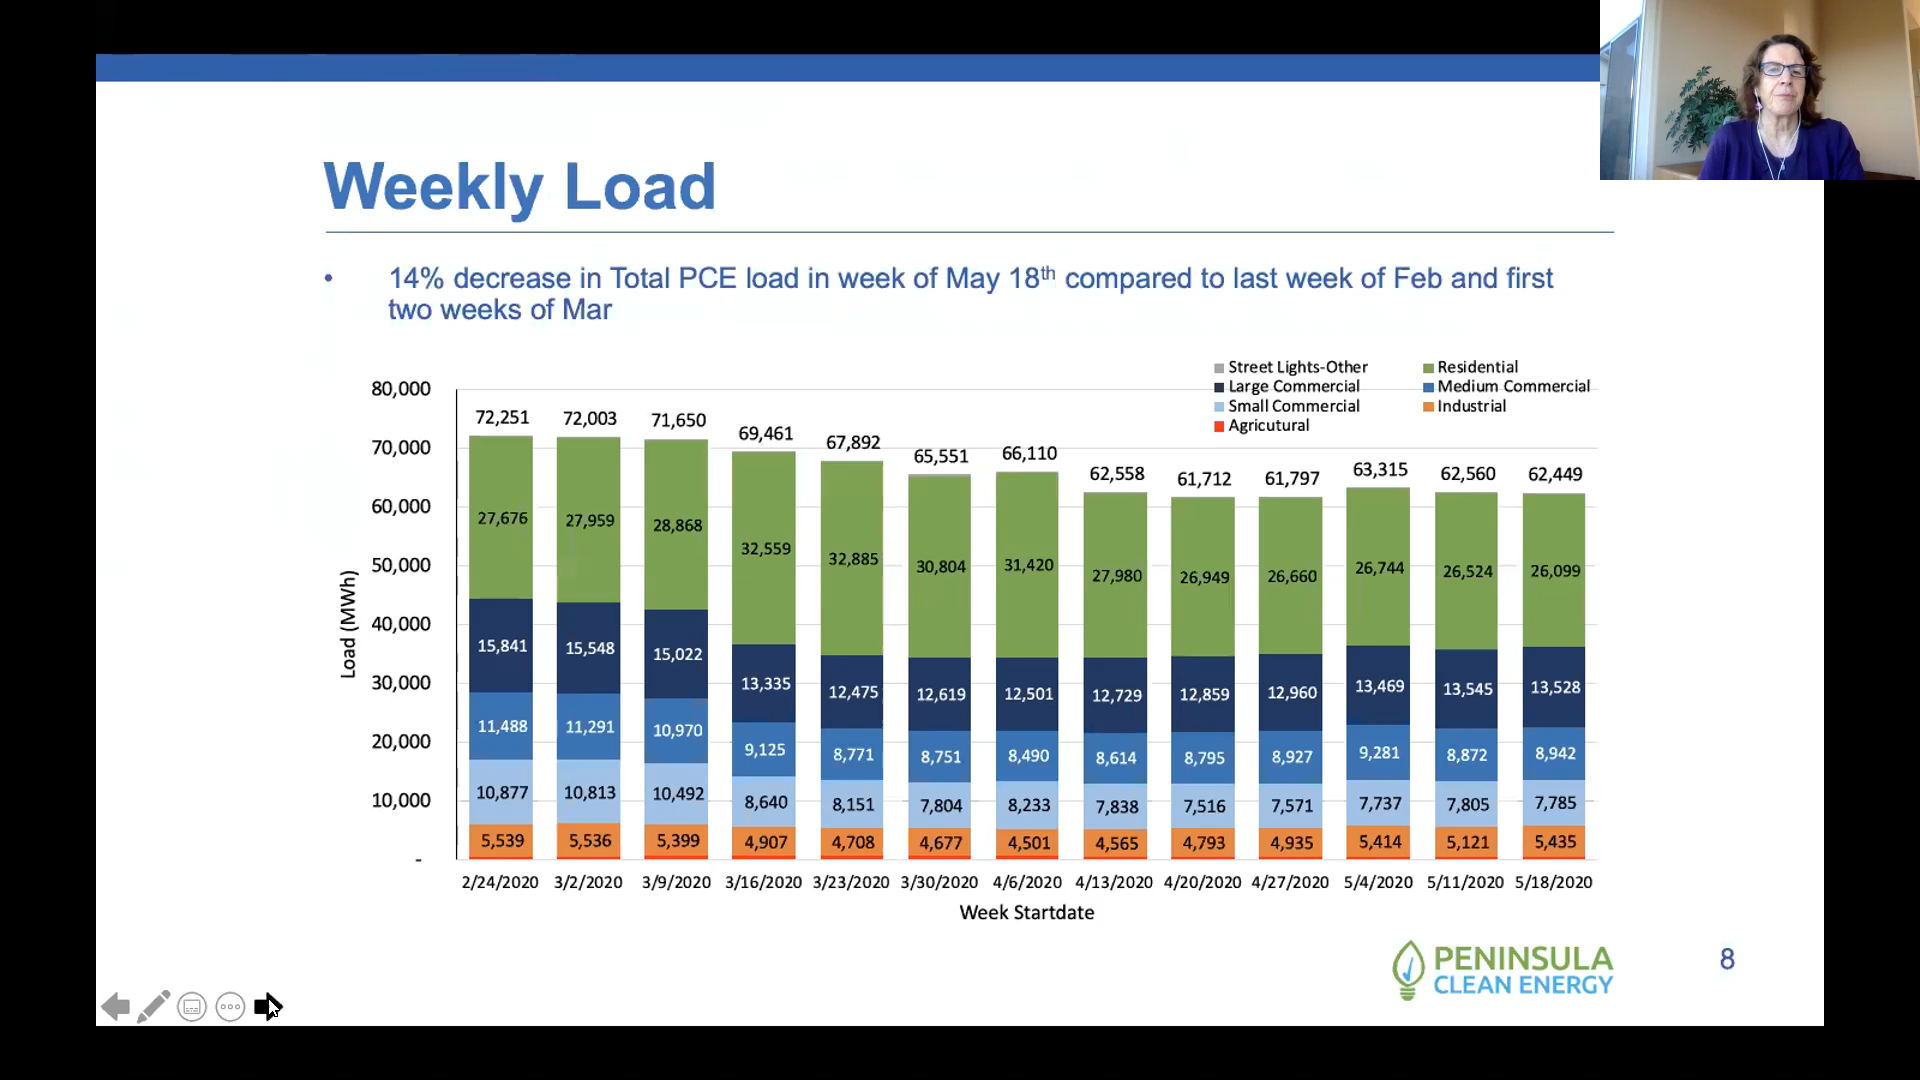 Weekly Load
• 14% decrease in Total PCE load in week of May 18th compared to last week of Feb and first
two weeks of Mar
Street Lights-Other Residential
Large Commercial Medium Commercial
Small Commercial Industrial
Agricutural
80,000
70,000
60,000
50,000
40,000
30,000
20,000
10,000
-
Load (MWh)
72,251 72,003 71,650 69,461 67,892 65,551 66,110 62,558 61,712 61,797 63,315 62,560 62,449
27,676 27,959 28,868 32,559 32,885 30,804 31,420 27,980 26,949 26,660 26,744 26,524 26,099
15,841 15,548 15,022 13,335 12,475 12,619 12,501 12,729 12,859 12,960 13,469 13,545 13,528
11,488 11,291 10,970 9,125 8,771 8,751 8,490 8,614 8,795 8,927 9,281 8,872 8,942
10,877 10,813 10,492 8,640 8,151 7,804 8,233 7,838 7,516 7,571 7,737 7,805 7,785
5,539 5,536 5,399 4,907 4,708 4,677 4,501 4,565 4,793 4,935 5,414 5,121 5,435
2/24/2020 3/2/2020 3/9/2020 3/16/2020 3/23/2020 3/30/2020 4/6/2020 4/13/2020 4/20/2020 4/27/2020 5/4/2020 5/11/2020 5/18/2020
Week Startdate
PENINSULA
CLEAN ENERGY
8